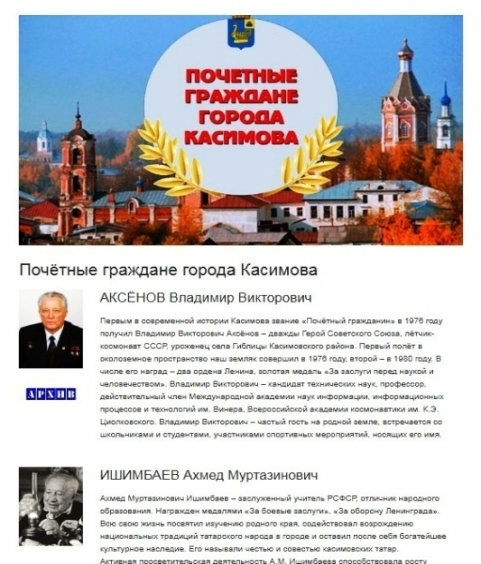 ПОЧЕТНЫЕ
ГРАЖДАНЕ
ГОРОДА
КАСИМОВА
Почётные граждане города Касимова
АКСЁНОВ Владимир Викторович
Первым в современной истории Касимова звание «Почётный гражданин» в 1976 году
получил Владимир Викторович Аксёнов – дважды Герой Советского Союза, лётчик-
космонавт СССР, уроженец села Гиблицы Касимовского района. Первый полёт в
околоземное пространство наш земляк совершил в 1976 году, второй – в 1980 году. В
числе его наград – два ордена Ленина, золотая медаль «За заслуги перед наукой и
человечеством». Владимир Викторович – кандидат технических наук, профессор,
действительный член Международной академии наук информации, информационных
процессов и технологий им. Винера, Всероссийской академии космонавтики им. К.Э.
Циолковского. Владимир Викторович – частый гость на родной земле, встречается со
школьниками и студентами, участниками спортивных мероприятий, носящих его имя.
АРХИВ
ИШИМБАЕВ Ахмед Муртазинович
Ахмед Муртазинович Ишимбаев – заслуженный учитель РСФСР, отличник народного
образования. Награжден медалями «За боевые заслуги», «За оборону Ленинграда».
Всю свою жизнь посвятил изучению родного края, содействовал возрождению
национальных традиций татарского народа в городе и оставил после себя богатейшее
культурное наследие. Его называли честью и совестью касимовских татар.
Активная просветительская деятельность А.М. Ишимбаева способствовала росту